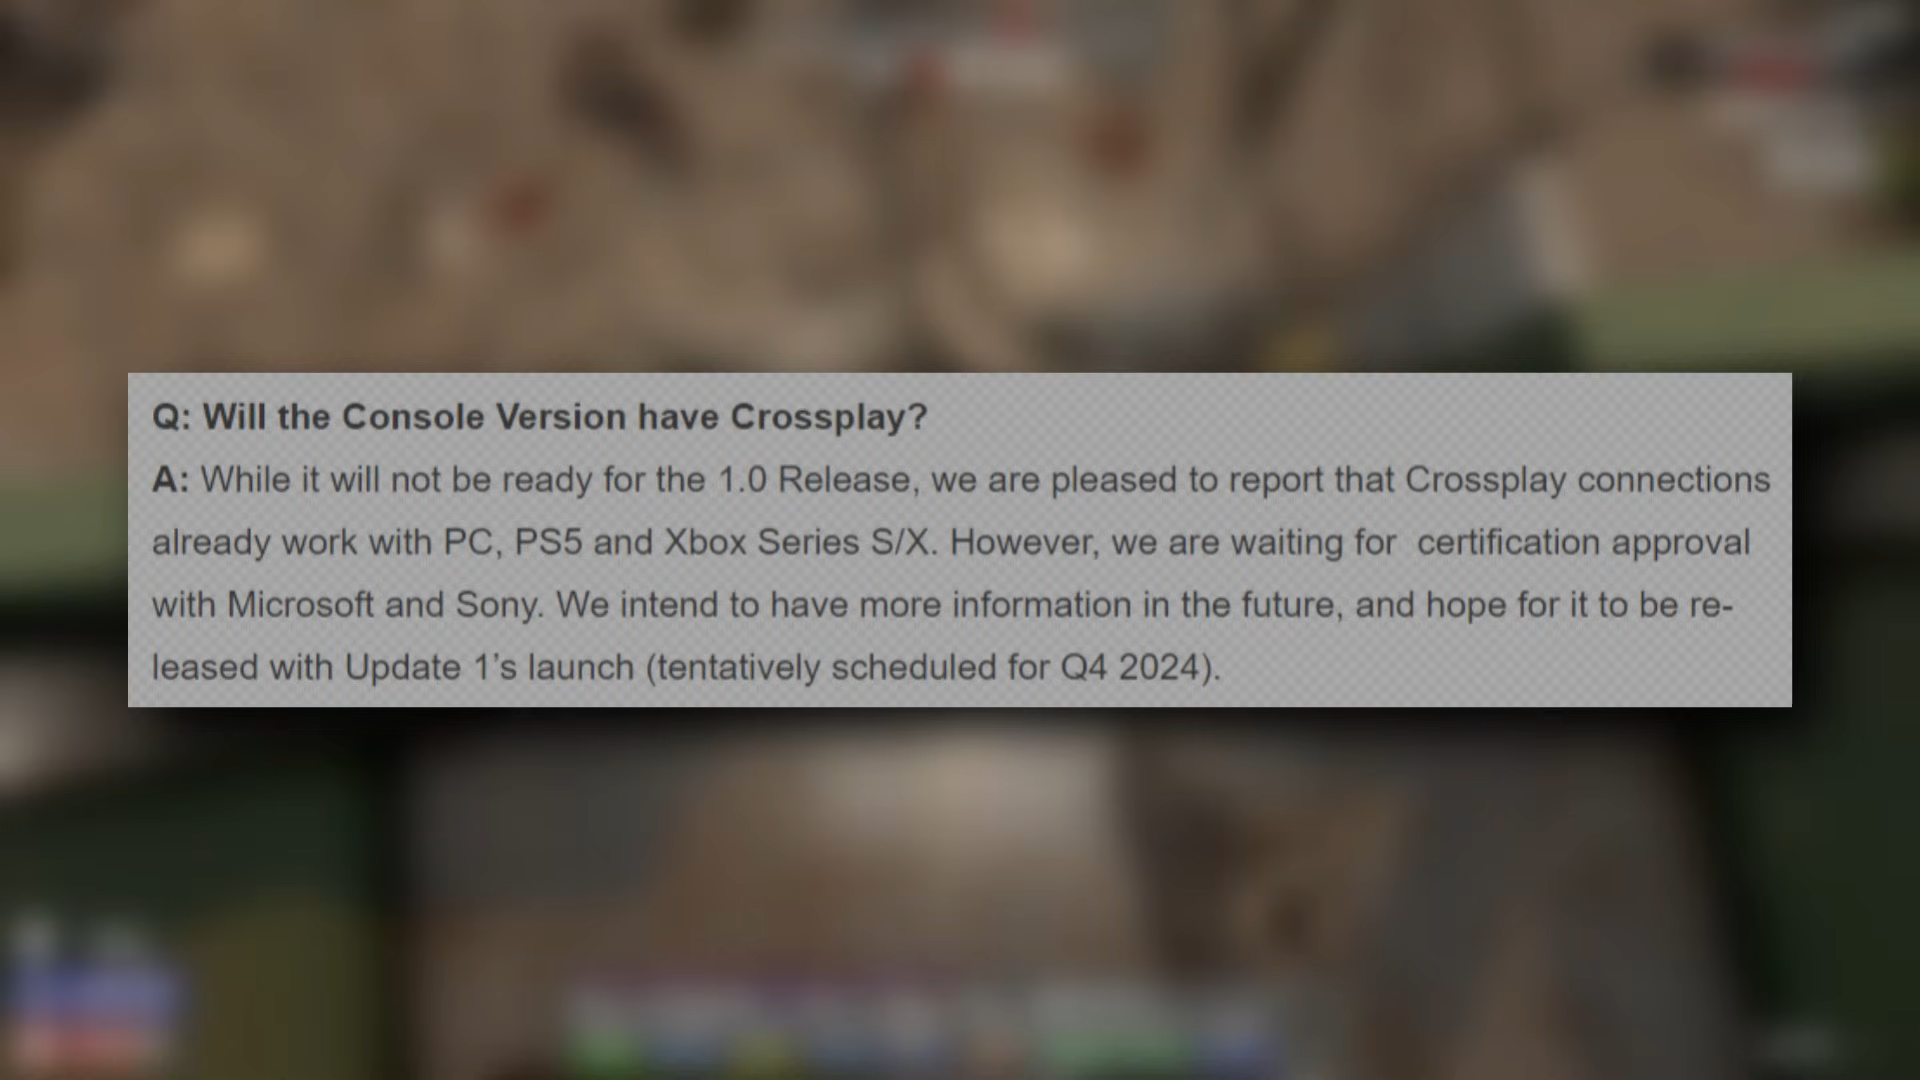 Q: Will the Console Version have Crossplay?
A: While it will not be ready for the 1.0 Release, we are pleased to report that Crossplay connections
already work with PC, PS5 and Xbox Series S/X. However, we are waiting for  certification approval
with Microsoft and Sony. We intend to have more information in the future, and hope for it to be re-
leased with Update 1’s launch (tentatively scheduled for Q4 2024).